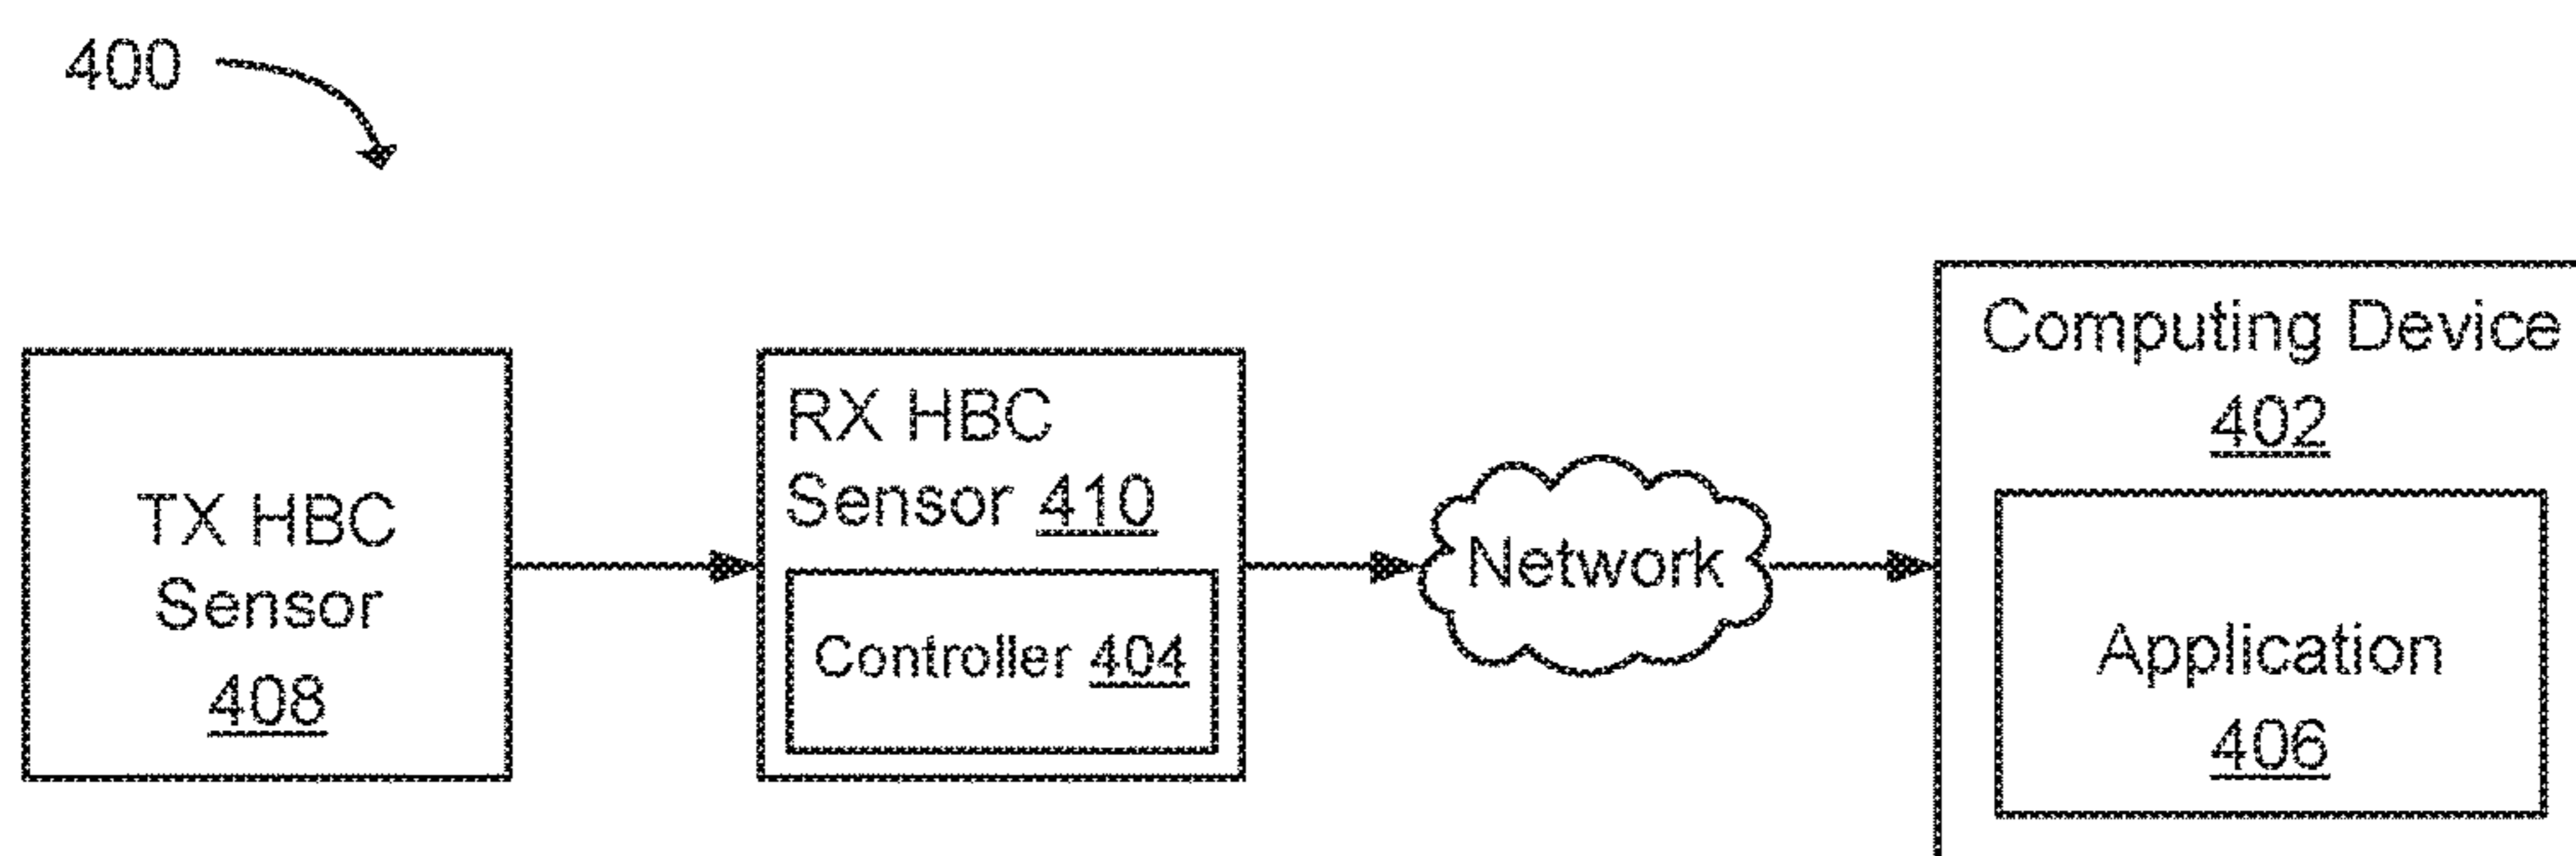 400
TX HBC
Sensor
408
RX HBC
Sensor 410
Controller 404
Network
Computing Device
402
Application
406